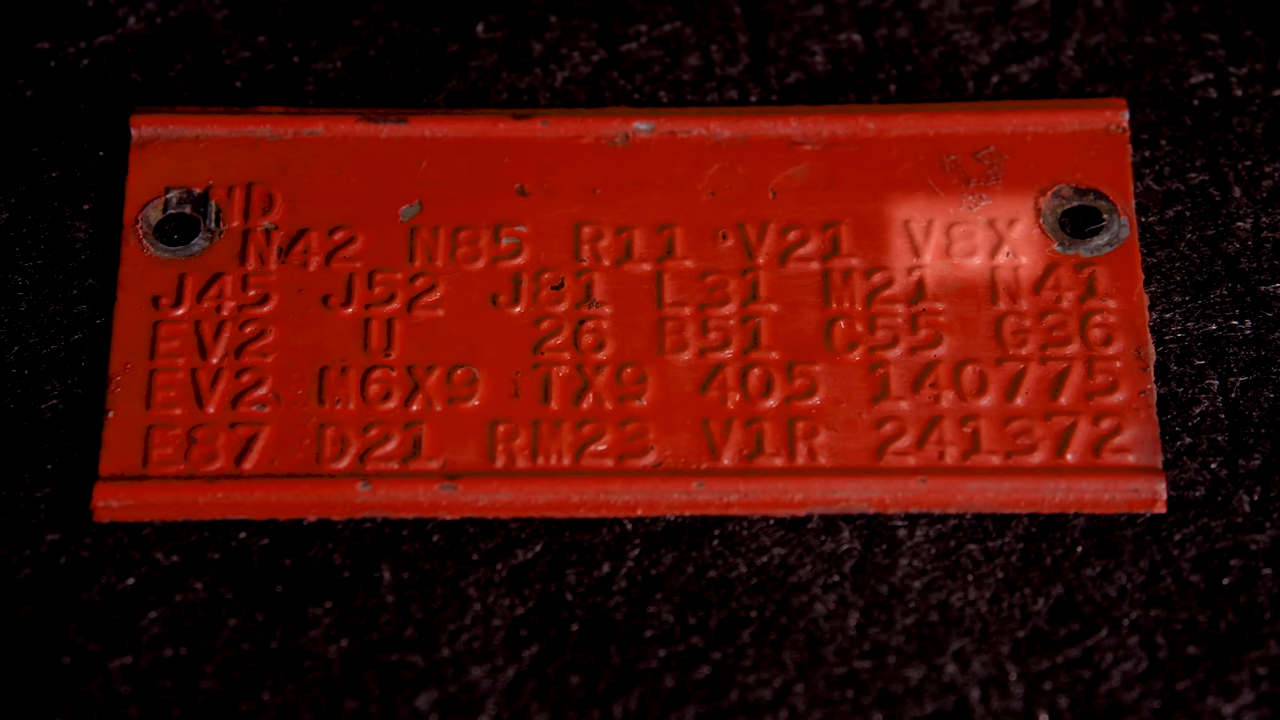 END
N42 N85 R11 V21 V8X
J45 J52 J81 L31 M21 N41
EV2 U 26 B51 C55 G36
EV2 M6X9 TX9 405 140775
E87 D21 RM23 V1R 241372